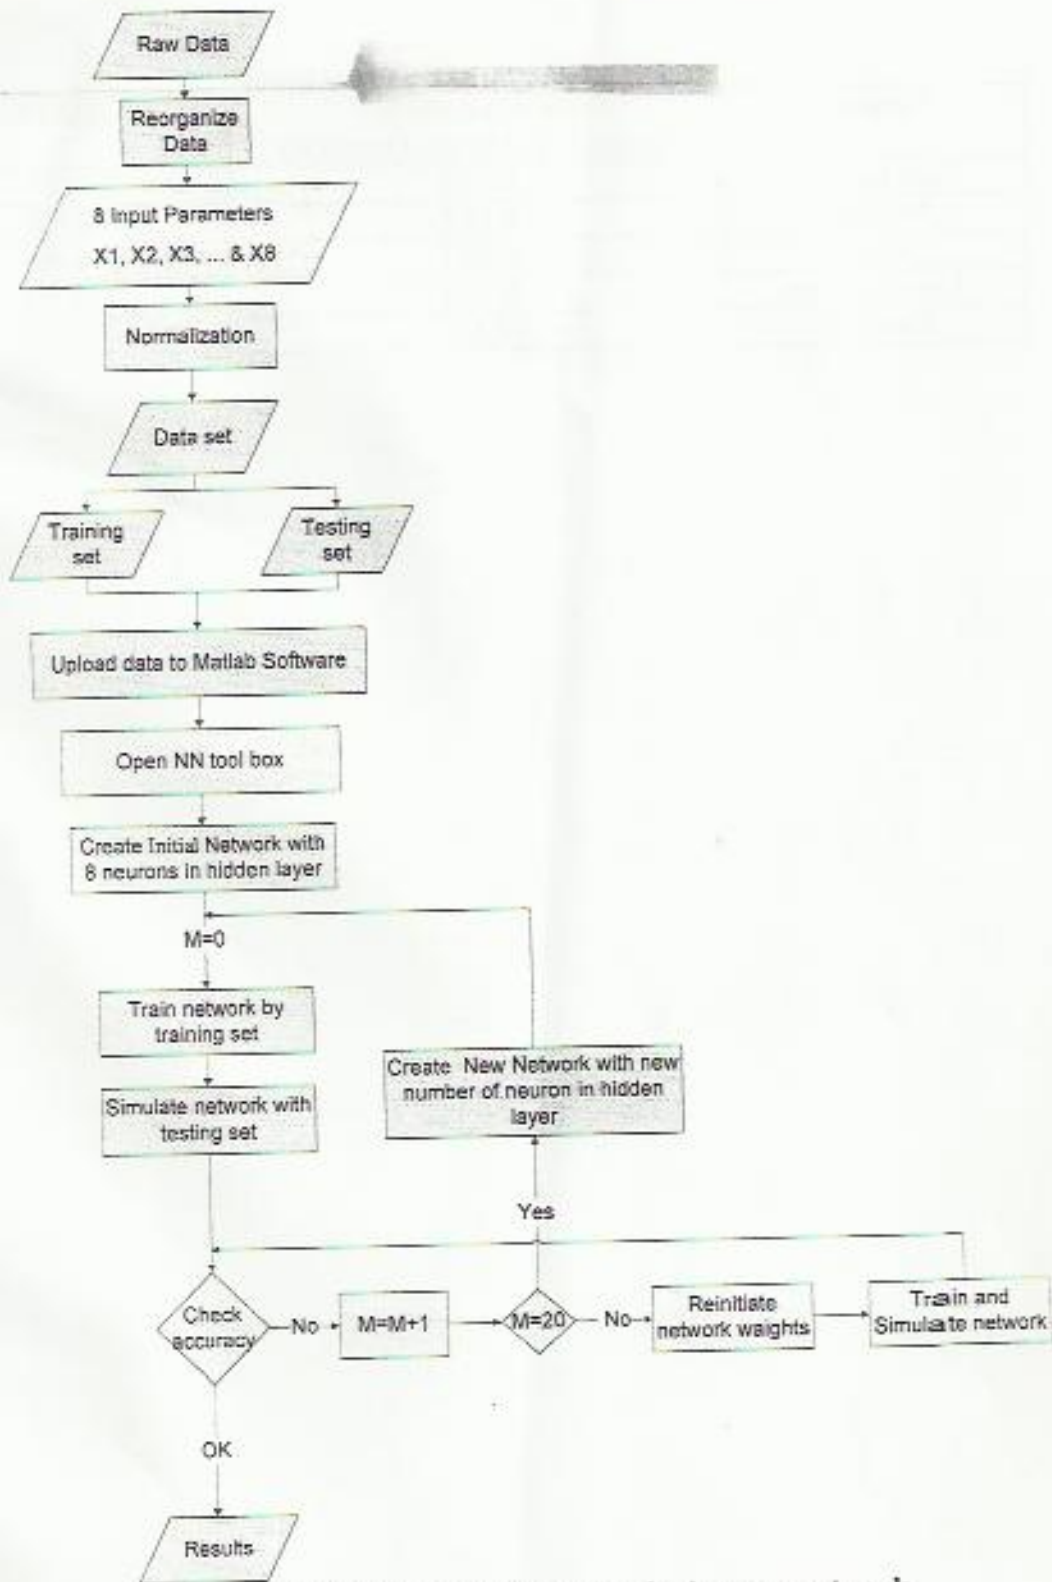 Raw Data
Reorganize
Data
8 Input Parameters
X1, X2, X3, ... & X8
Normalization
Data set
Training
set
Testing
set
Upload data to Matlab Software
Open NN tool box
Create Initial Network with
8 neurons in hidden layer
M=0
Train network by
training set
Create New Network with new
number of neuron in hidden
layer
Simulate network with
testing set
Yes
Check
accuracy
No
M=M+1
M=20
No
Reinitiate
network waights
Train and
Simulate network
OK
Results